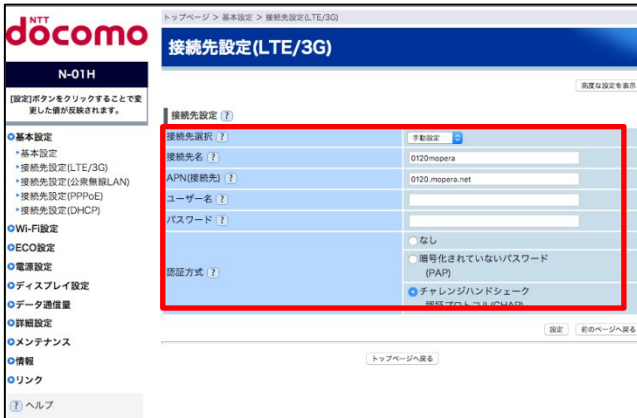 トップページ > 基本設定 > 接続先設定(LTE/3G)
NTT
döcomo
接続先設定(LTE/3G)
N-01H
高度な設定を表示
[設定]ボタンをクリックすることで変
更した値が反映されます。
接続先設定 ?
基本設定
基本設定
接続先設定(LTE/3G)
接続先設定(公衆無線LAN)
接続先設定(PPPoE)
接続先設定(DHCP)
Wi-Fi設定
ECO設定
電源設定
ディスプレイ設定
データ通信量
詳細設定
メンテナンス
情報
リンク
? ヘルプ
接続先選択 ? 手動設定
接続先名 ? 0120mopera
APN(接続先) ? 0120.mopera.net
ユーザー名 ?
パスワード ?
認証方式 ?
なし
暗号化されていないパスワード
(PAP)
チャレンジハンドシェーク
認証プロトコル(CHAP)
設定 前のページへ戻る
トップページへ戻る